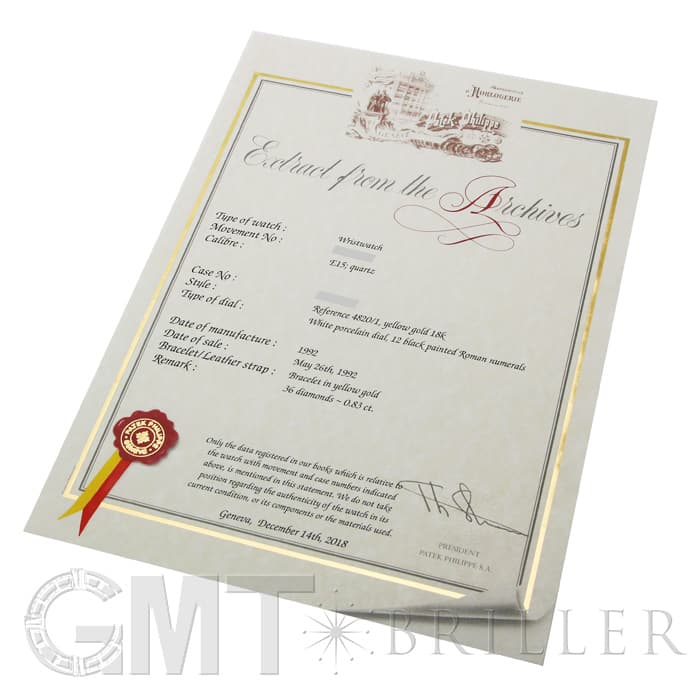 HORLOGERIE
Patek Philippe
GENÈVE
Extract from the Archives
Type of watch : Wristwatch
Movement No :
Calibre : E15; quartz
Case No :
Style : Reference 4820/1, yellow gold 18k
Type of dial : White porcelain dial, 12 black painted Roman numerals
Date of manufacture : 1992
Date of sale : May 26th, 1992
Bracelet/Leather strap : Bracelet in yellow gold
Remark : 36 diamonds ~ 0.83 ct.
Only the data registered in our books which is relative to
the watch with movement and case numbers indicated
above, is mentioned in this statement. We do not take
position regarding the authenticity of the watch in its
current condition, or its components or the materials used.
Geneva, December 14th, 2018
PRESIDENT
PATEK PHILIPPE S.A.
PATEK PHILIPPE
GMT BRILLER